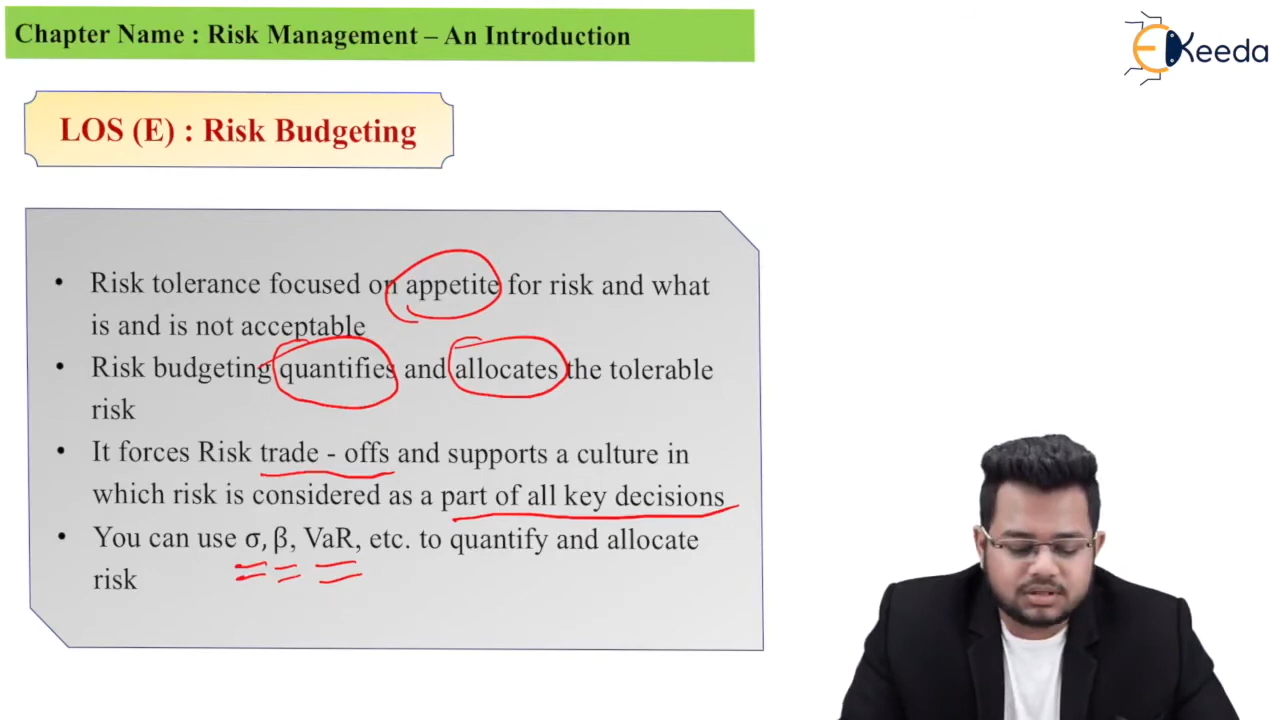 Chapter Name : Risk Management – An Introduction
EKeeda
LOS (E) : Risk Budgeting
• Risk tolerance focused on appetite for risk and what
is and is not acceptable
• Risk budgeting quantifies and allocates the tolerable
risk
• It forces Risk trade - offs and supports a culture in
which risk is considered as a part of all key decisions
• You can use σ, β, VaR, etc. to quantify and allocate
risk